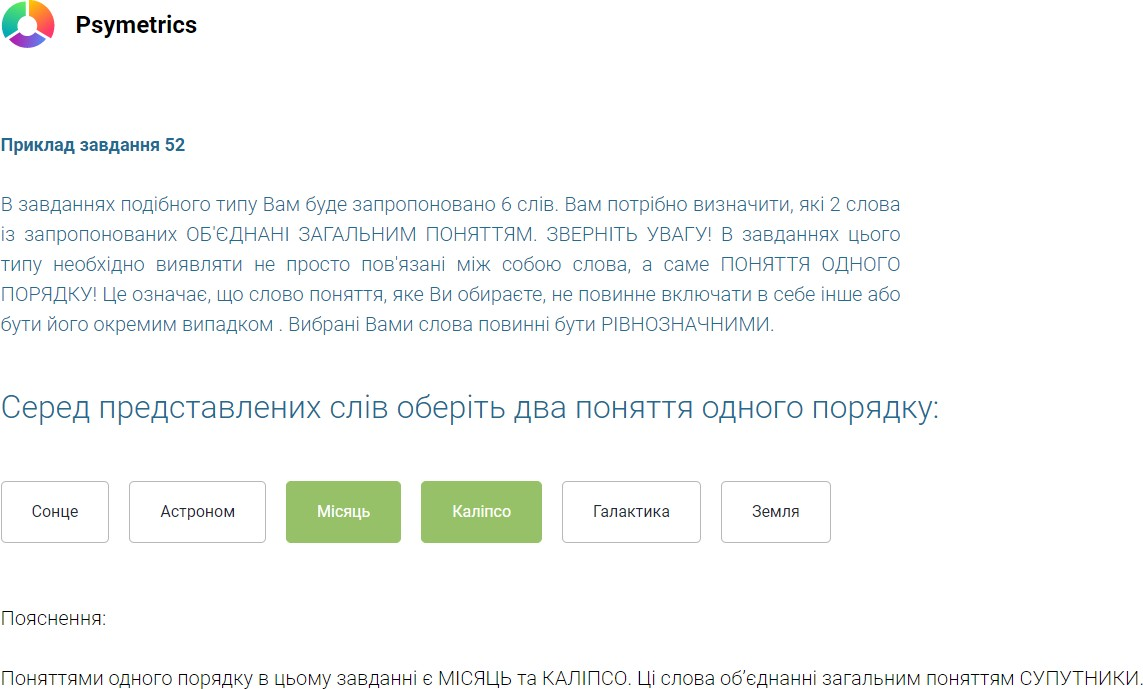 Psymetrics
Приклад завдання 52
В завданнях подібного типу Вам буде запропоновано 6 слів. Вам потрібно визначити, які 2 слова
із запропонованих ОБ'ЄДНАНІ ЗАГАЛЬНИМ ПОНЯТТЯМ. ЗВЕРНІТЬ УВАГУ! В завданнях цього
типу необхідно виявляти не просто пов'язані між собою слова, а саме ПОНЯТТЯ ОДНОГО
ПОРЯДКУ! Це означає, що слово поняття, яке Ви обираєте, не повинне включати в себе інше або
бути його окремим випадком . Вибрані Вами слова повинні бути РІВНОЗНАЧНИМИ.
Серед представлених слів оберіть два поняття одного порядку:
Сонце Астроном Місяць Каліпсо Галактика Земля
Пояснення:
Поняттями одного порядку в цьому завданні є МІСЯЦЬ та КАЛІПСО. Ці слова об’єднанні загальним поняттям СУПУТНИКИ.